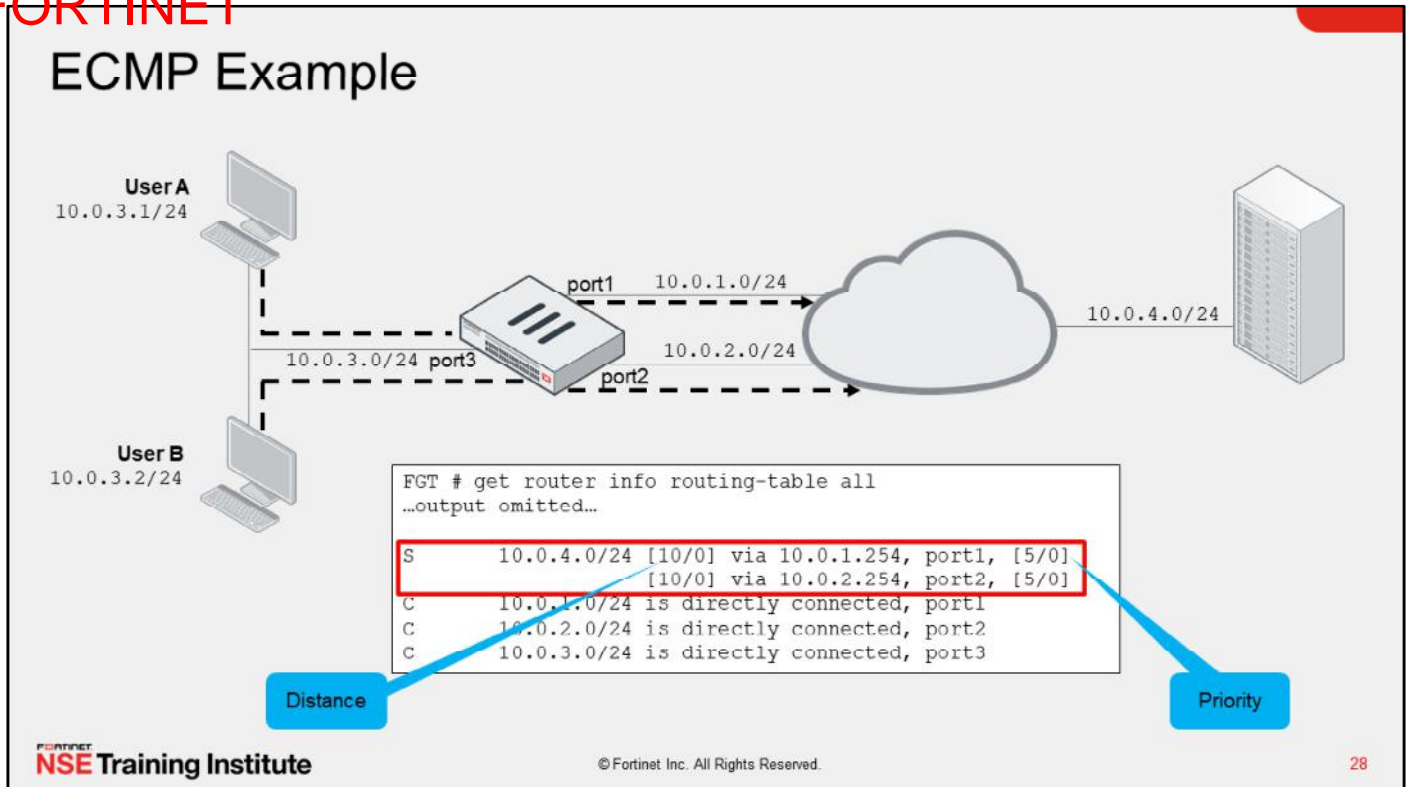 FORTINET
ECMP Example
User A
10.0.3.1/24
port1
10.0.1.0/24
10.0.4.0/24
10.0.3.0/24
port3
10.0.2.0/24
port2
User B
10.0.3.2/24
FGT # get router info routing-table all
…output omitted…
S 10.0.4.0/24 [10/0] via 10.0.1.254, port1, [5/0]
[10/0] via 10.0.2.254, port2, [5/0]
C 10.0.1.0/24 is directly connected, port1
C 10.0.2.0/24 is directly connected, port2
C 10.0.3.0/24 is directly connected, port3
Distance
Priority
FORTINET
NSE Training Institute
© Fortinet Inc. All Rights Reserved.
28